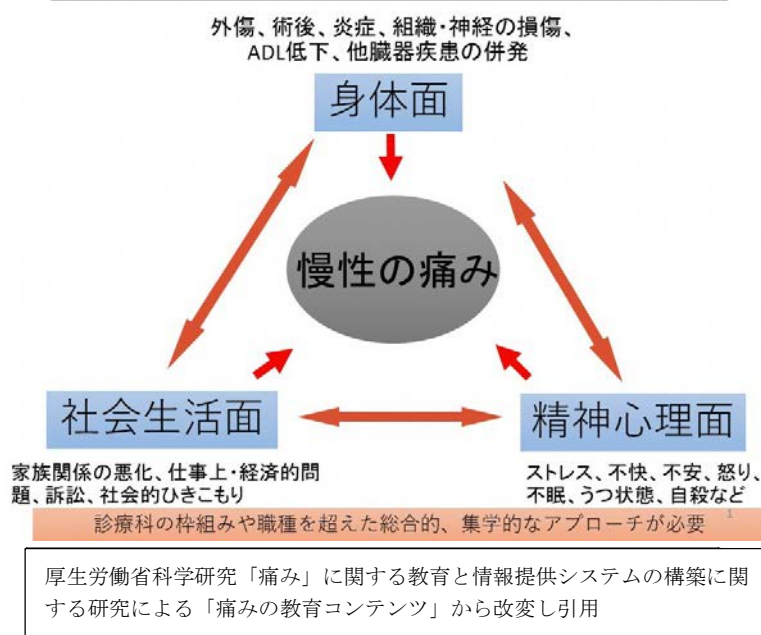 外傷、術後、炎症、組織・神経の損傷、
ADL低下、他臓器疾患の併発
身体面
慢性の痛み
社会生活面
精神心理面
家族関係の悪化、仕事上・経済的問
題、訴訟、社会的ひきこもり
ストレス、不快、不安、怒り、
不眠、うつ状態、自殺など
診療科の枠組みや職種を超えた総合的、集学的なアプローチが必要
1
厚生労働省科学研究「痛み」に関する教育と情報提供システムの構築に関
する研究による「痛みの教育コンテンツ」から改変し引用